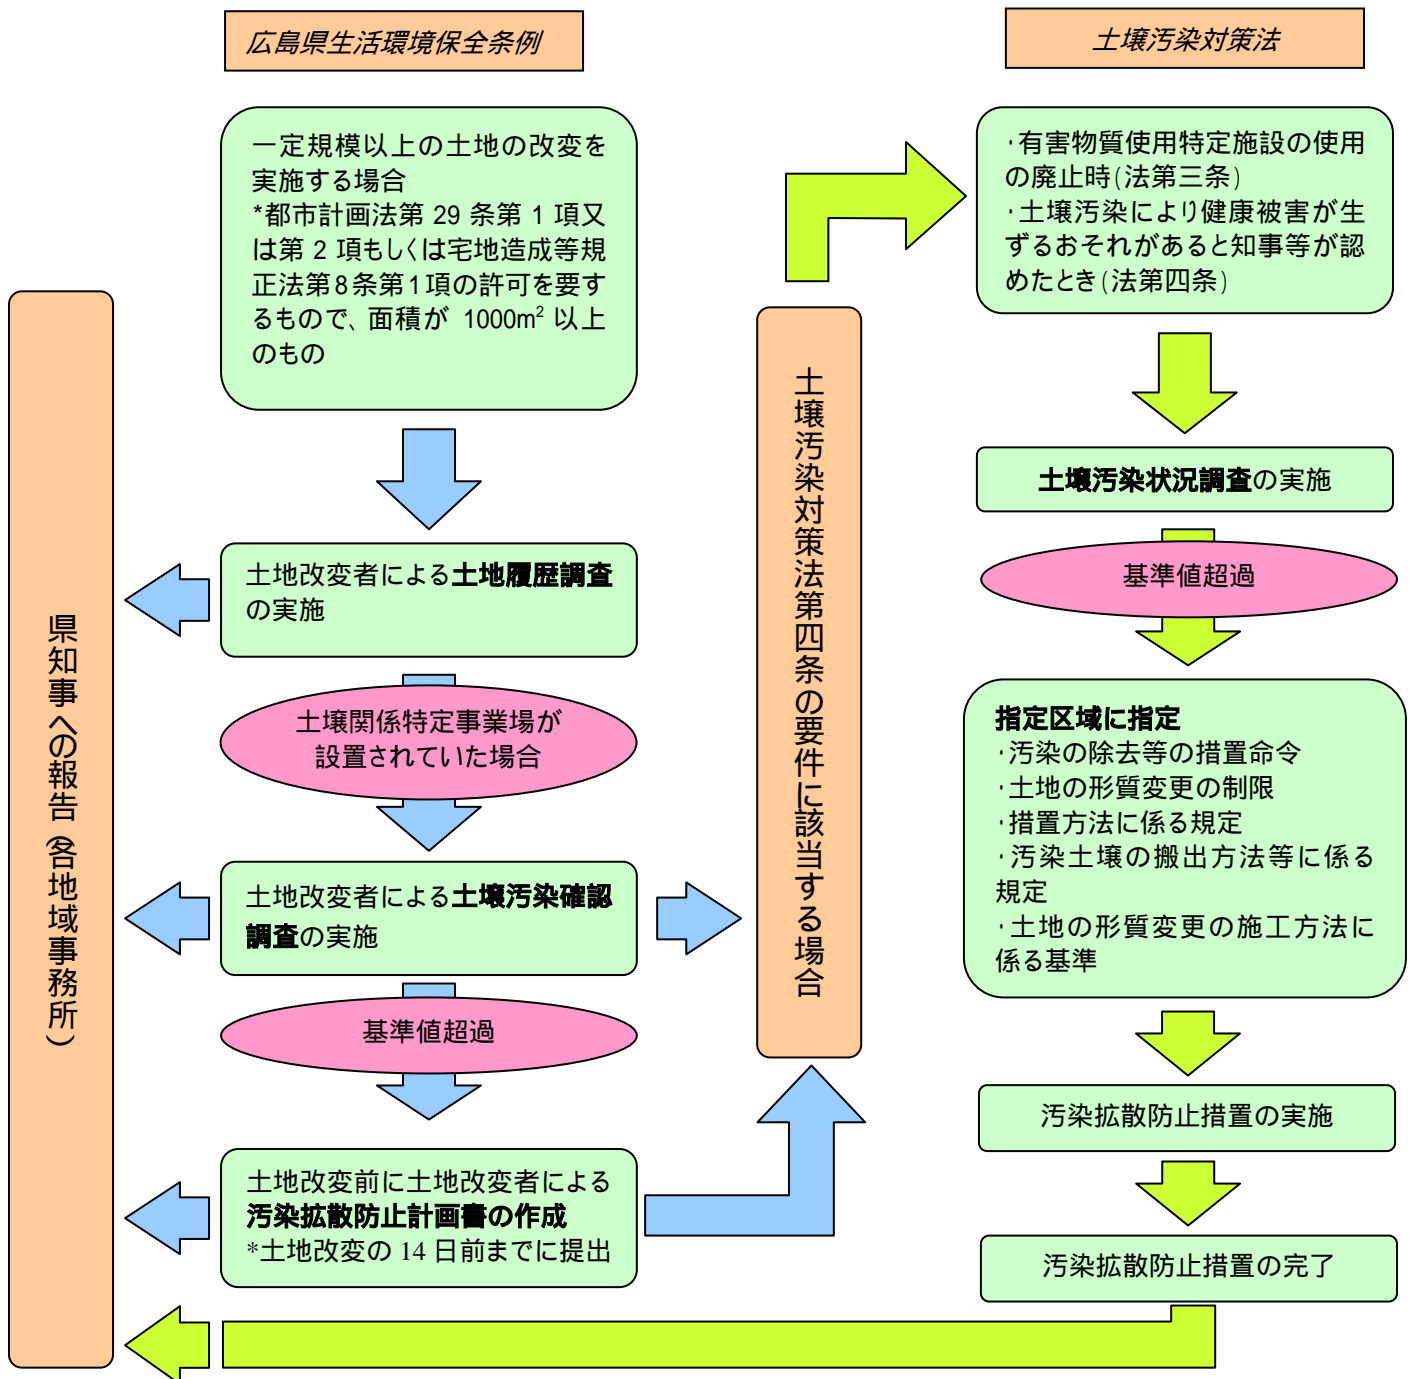 広島県生活環境保全条例
土壌汚染対策法
一定規模以上の土地の改変を
実施する場合
*都市計画法第 29 条第 1 項又
は第 2 項もしくは宅地造成等規
正法第8条第1項の許可を要す
るもので、面積が 1000m² 以上
のもの
土地改変者による土地履歴調査
の実施
土壌関係特定事業場が
設置されていた場合
土地改変者による土壌汚染確認
調査の実施
基準値超過
土地改変前に土地改変者による
汚染拡散防止計画書の作成
*土地改変の 14 日前までに提出
県知事への報告(各地域事務所)
土壌汚染対策法第四条の要件に該当する場合
・有害物質使用特定施設の使用
の廃止時(法第三条)
・土壌汚染により健康被害が生
ずるおそれがあると知事等が認
めたとき(法第四条)
土壌汚染状況調査の実施
基準値超過
指定区域に指定
・汚染の除去等の措置命令
・土地の形質変更の制限
・措置方法に係る規定
・汚染土壌の搬出方法等に係る
規定
・土地の形質変更の施工方法に
係る基準
汚染拡散防止措置の実施
汚染拡散防止措置の完了